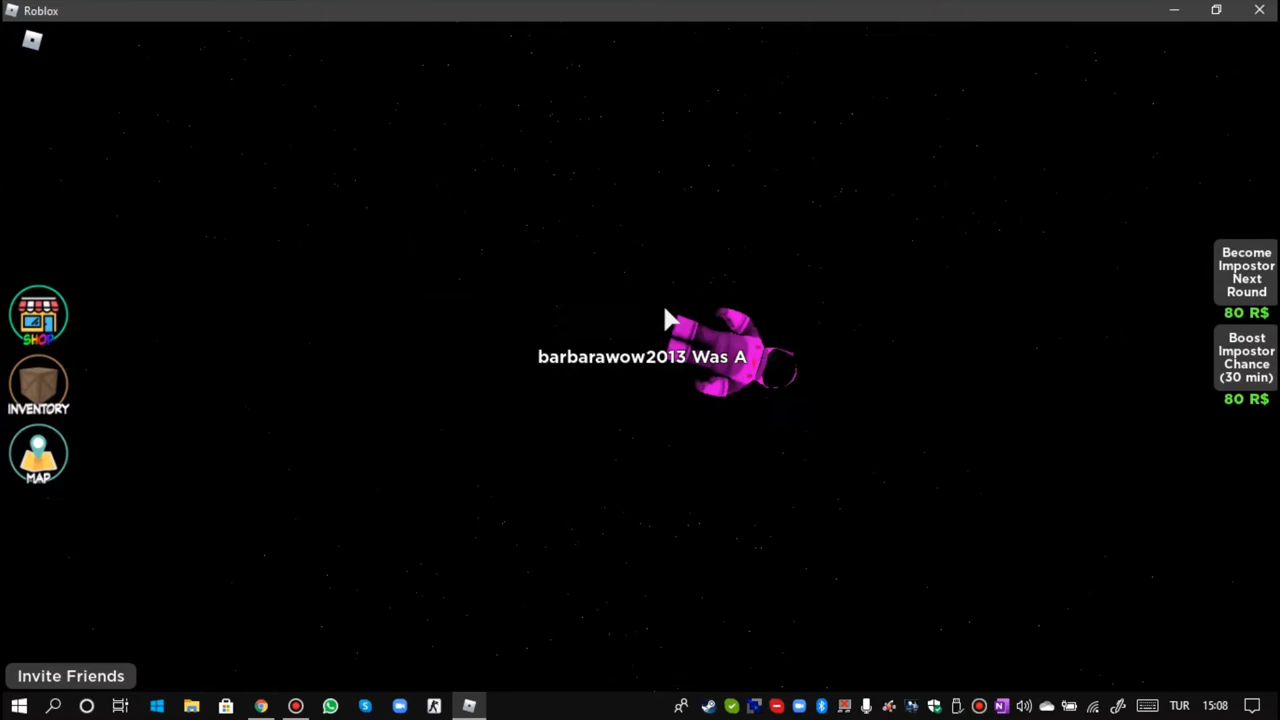 Roblox
Become
Impostor
Next
Round
80 R$
Boost
Impostor
Chance
(30 min)
80 R$
SHOP
INVENTORY
MAP
barbarawow2013 Was A
Invite Friends
TUR
15:08